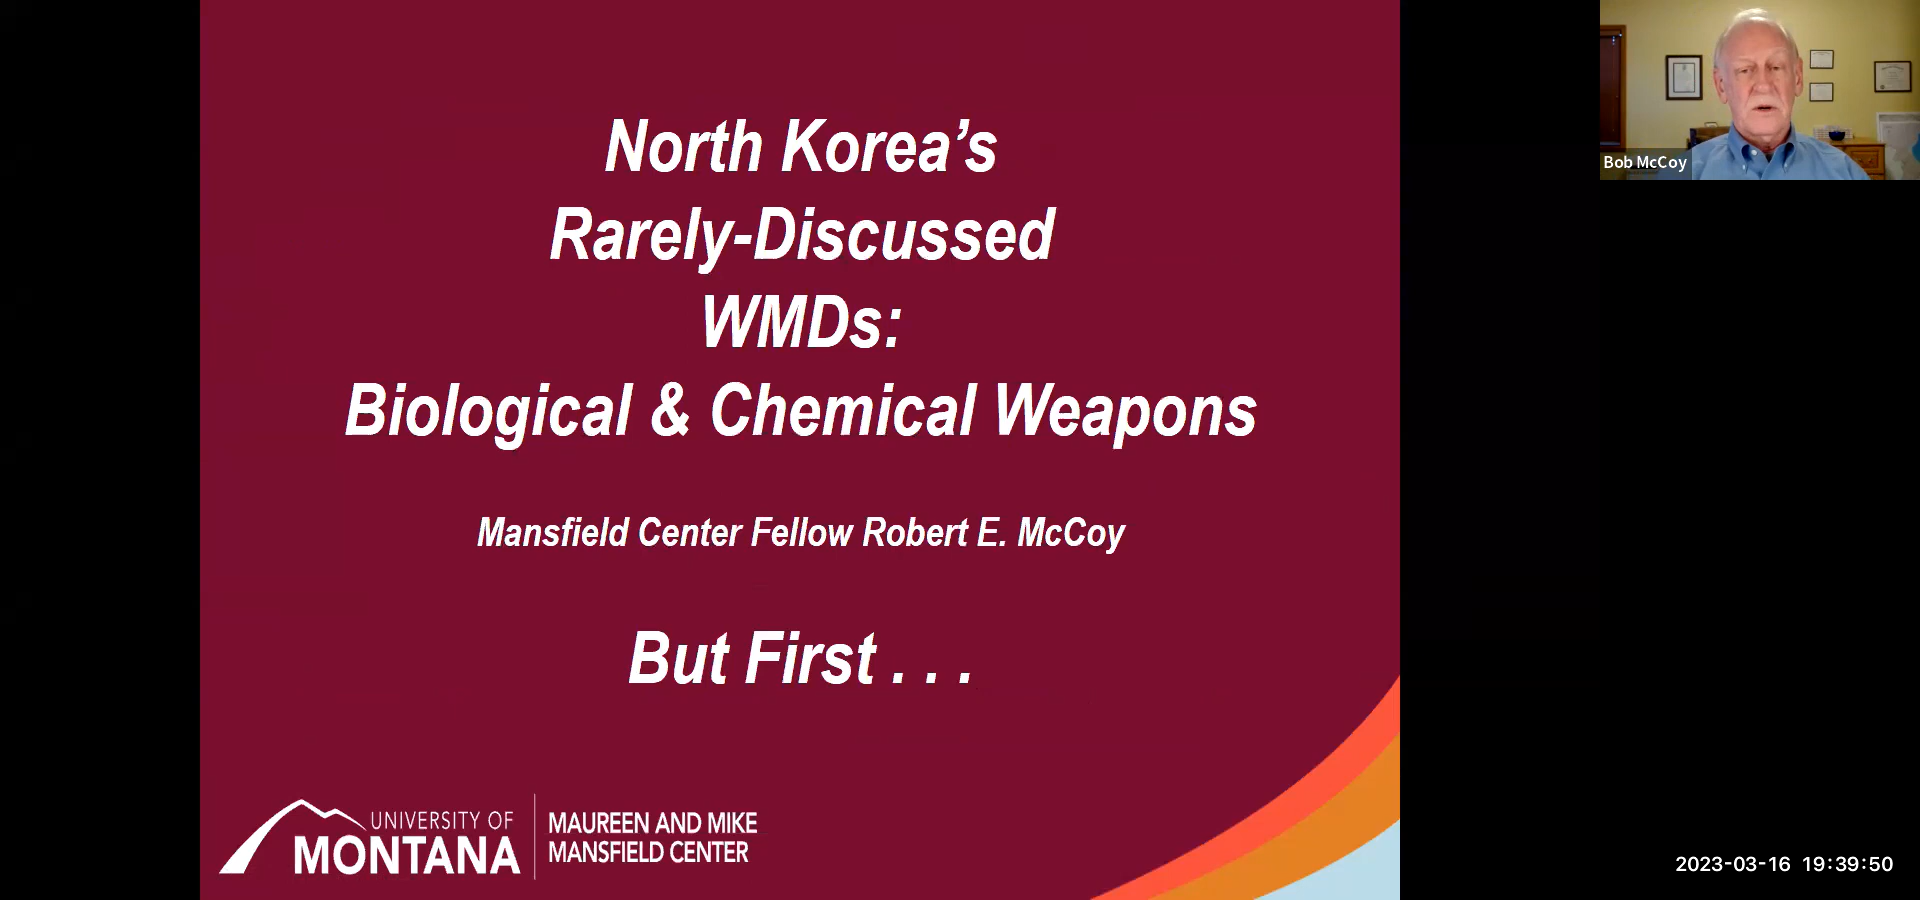 North Korea’s
Rarely-Discussed
WMDs:
Biological & Chemical Weapons
Mansfield Center Fellow Robert E. McCoy
But First . . .
UNIVERSITY OF
MONTANA
MAUREEN AND MIKE
MANSFIELD CENTER
Bob McCoy
2023-03-16 19:39:50